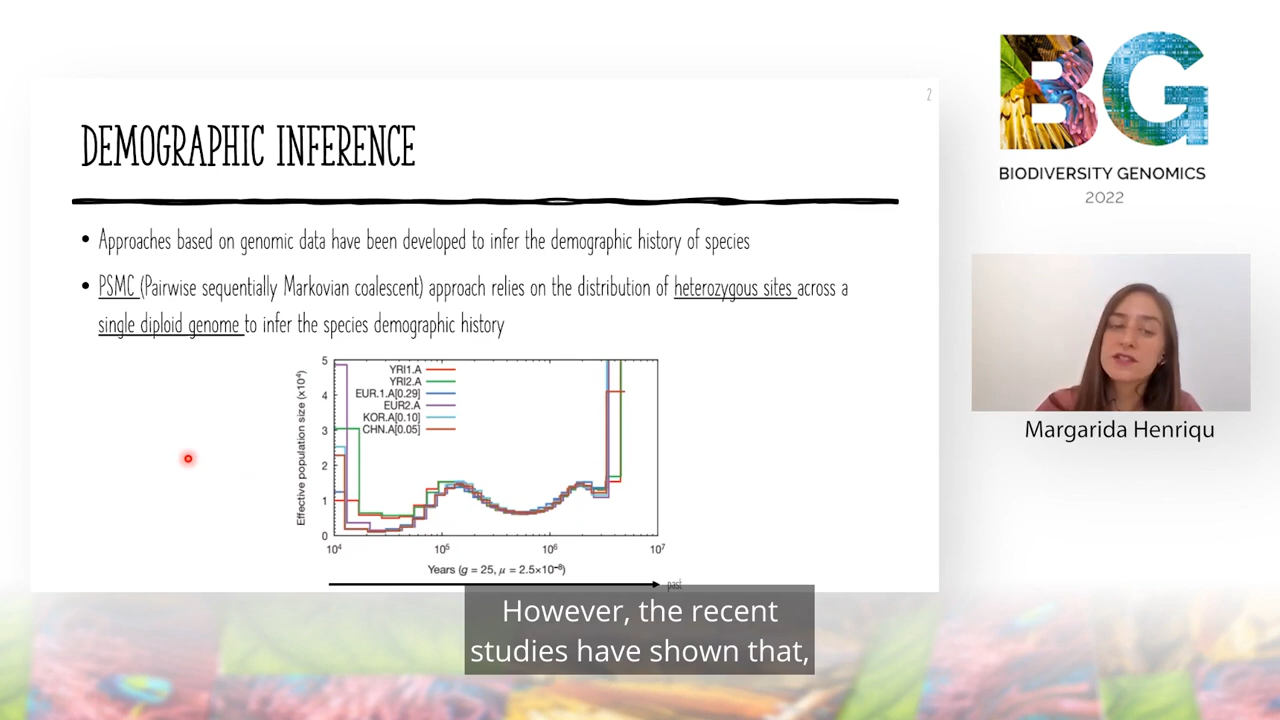 2
DEMOGRAPHIC INFERENCE
• Approaches based on genomic data have been developed to infer the demographic history of species
• PSMC (Pairwise sequentially Markovian coalescent) approach relies on the distribution of heterozygous sites across a
single diploid genome to infer the species demographic history
Effective population size (x10⁴)
5
4
3
2
1
0
YRI1.A
YRI2.A
EUR.1.A[0.29]
EUR2.A
KOR.A[0.10]
CHN.A[0.05]
10⁴ 10⁵ 10⁶ 10⁷
Years (g = 25, μ = 2.5×10⁻⁸)
past
BG
BIODIVERSITY GENOMICS
2022
Margarida Henriqu
However, the recent
studies have shown that,